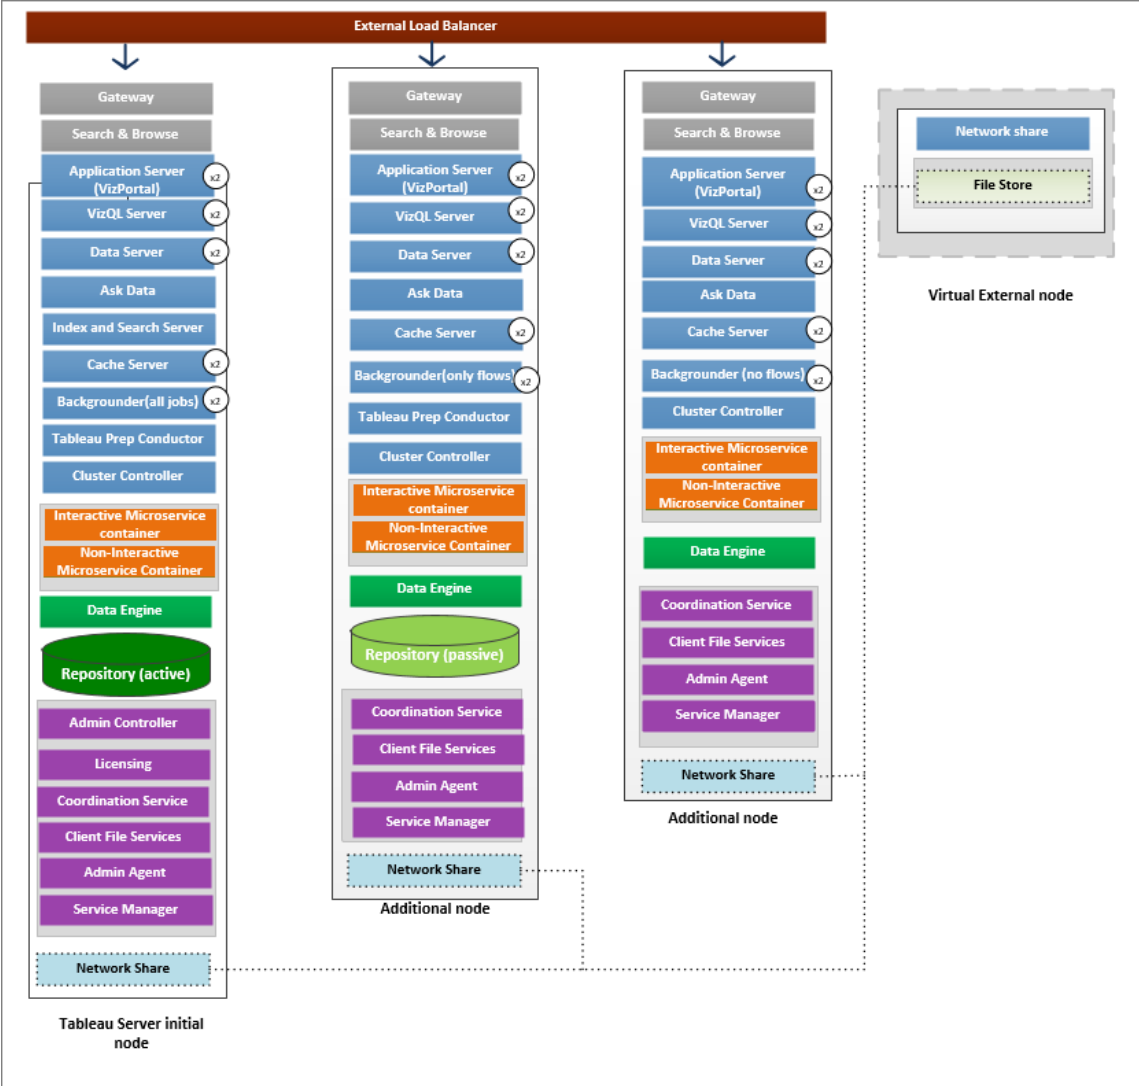 External Load Balancer
Gateway
Search & Browse
Application Server
(VizPortal)
x2
VizQL Server
x2
Data Server
x2
Ask Data
Index and Search Server
Cache Server
x2
Backgrounder(all jobs)
x2
Tableau Prep Conductor
Cluster Controller
Interactive Microservice
container
Non-Interactive
Microservice Container
Data Engine
Repository (active)
Admin Controller
Licensing
Coordination Service
Client File Services
Admin Agent
Service Manager
Network Share
Tableau Server initial
node
Gateway
Search & Browse
Application Server
(VizPortal)
x2
VizQL Server
x2
Data Server
x2
Ask Data
Cache Server
x2
Backgrounder(only flows)
x2
Tableau Prep Conductor
Cluster Controller
Interactive Microservice
container
Non-Interactive
Microservice Container
Data Engine
Repository (passive)
Coordination Service
Client File Services
Admin Agent
Service Manager
Network Share
Additional node
Gateway
Search & Browse
Application Server
(VizPortal)
x2
VizQL Server
x2
Data Server
x2
Ask Data
Cache Server
x2
Backgrounder (no flows)
x2
Cluster Controller
Interactive Microservice
container
Non-Interactive
Microservice Container
Data Engine
Coordination Service
Client File Services
Admin Agent
Service Manager
Network Share
Additional node
Network share
File Store
Virtual External node